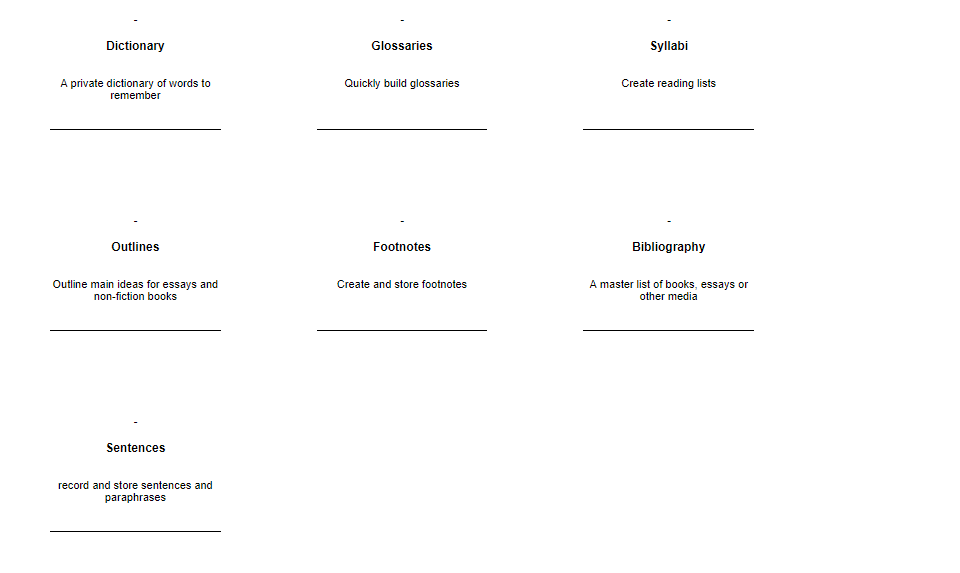 -
Dictionary
A private dictionary of words to
remember
-
Glossaries
Quickly build glossaries
-
Syllabi
Create reading lists
-
Outlines
Outline main ideas for essays and
non-fiction books
-
Footnotes
Create and store footnotes
-
Bibliography
A master list of books, essays or
other media
-
Sentences
record and store sentences and
paraphrases